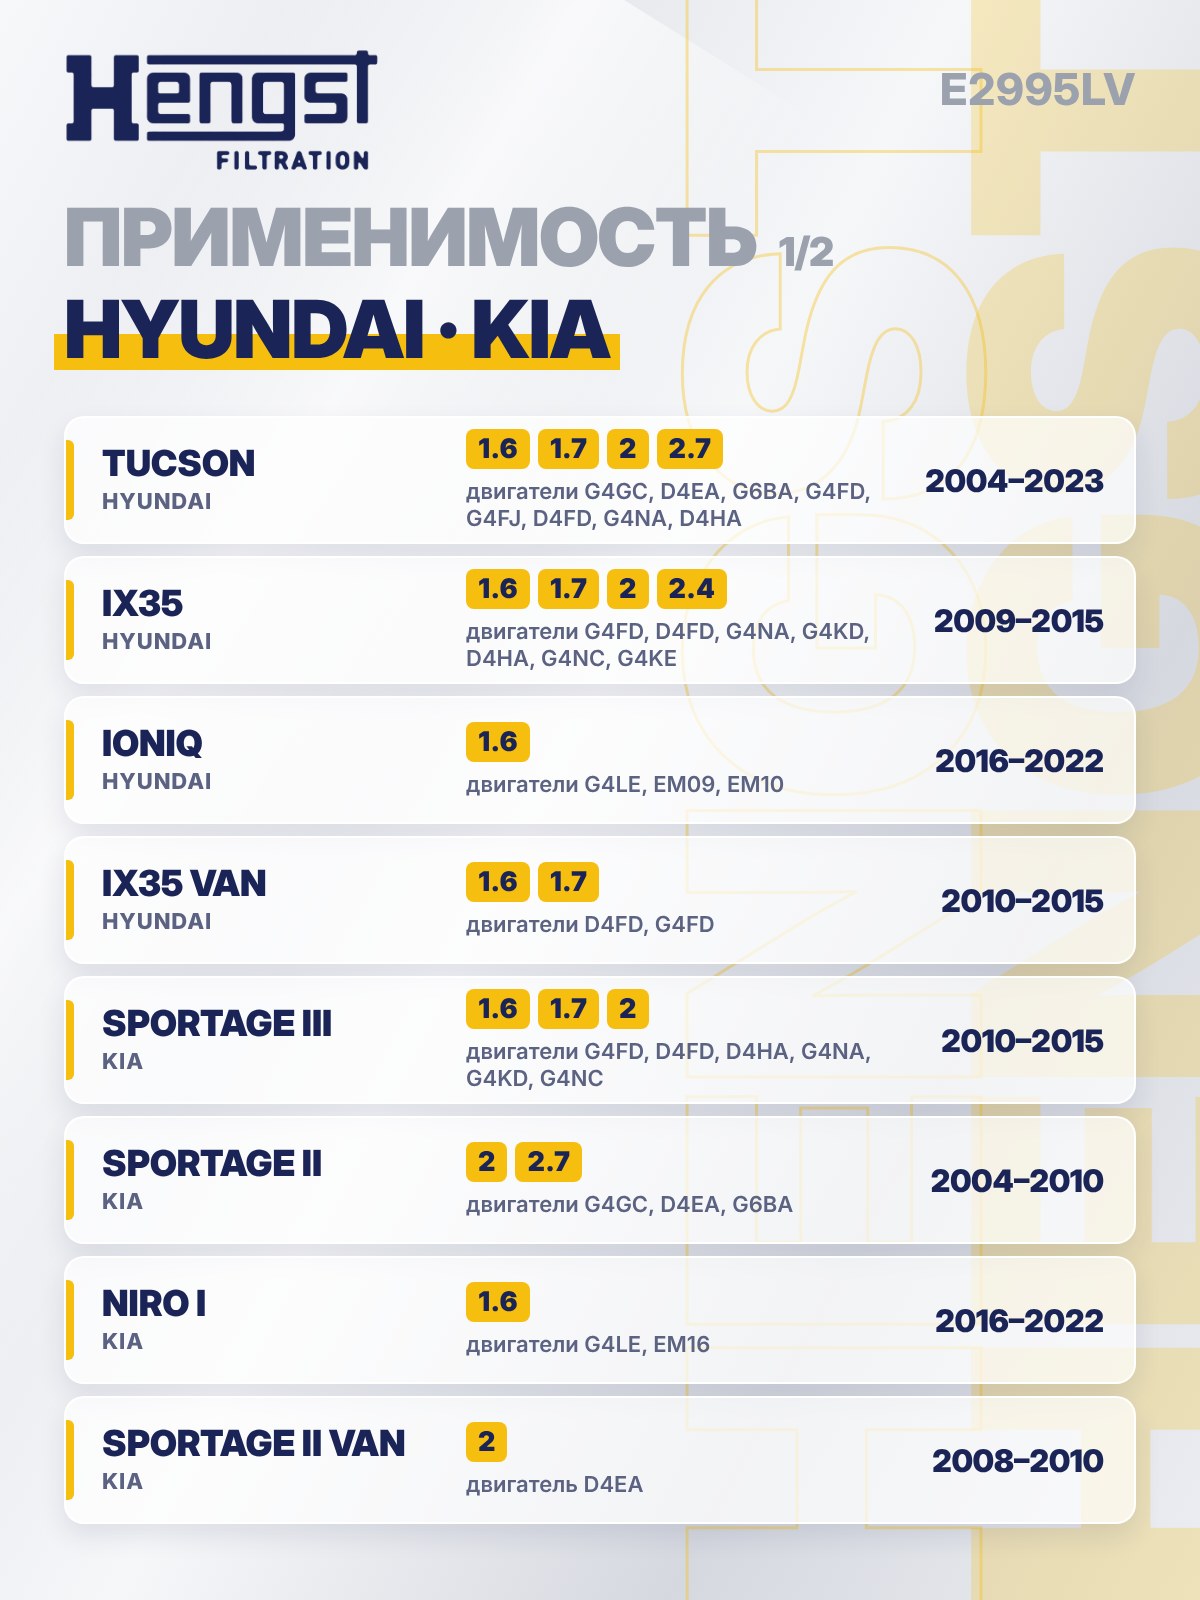 Hengst
FILTRATION
E2995LV
ПРИМЕНИМОСТЬ 1/2
HYUNDAI · KIA
TUCSON
HYUNDAI
1.6 1.7 2 2.7
двигатели G4GC, D4EA, G6BA, G4FD,
G4FJ, D4FD, G4NA, D4HA
2004–2023
IX35
HYUNDAI
1.6 1.7 2 2.4
двигатели G4FD, D4FD, G4NA, G4KD,
D4HA, G4NC, G4KE
2009–2015
IONIQ
HYUNDAI
1.6
двигатели G4LE, EM09, EM10
2016–2022
IX35 VAN
HYUNDAI
1.6 1.7
двигатели D4FD, G4FD
2010–2015
SPORTAGE III
KIA
1.6 1.7 2
двигатели G4FD, D4FD, D4HA, G4NA,
G4KD, G4NC
2010–2015
SPORTAGE II
KIA
2 2.7
двигатели G4GC, D4EA, G6BA
2004–2010
NIRO I
KIA
1.6
двигатели G4LE, EM16
2016–2022
SPORTAGE II VAN
KIA
2
двигатель D4EA
2008–2010
HENGST
HENGST